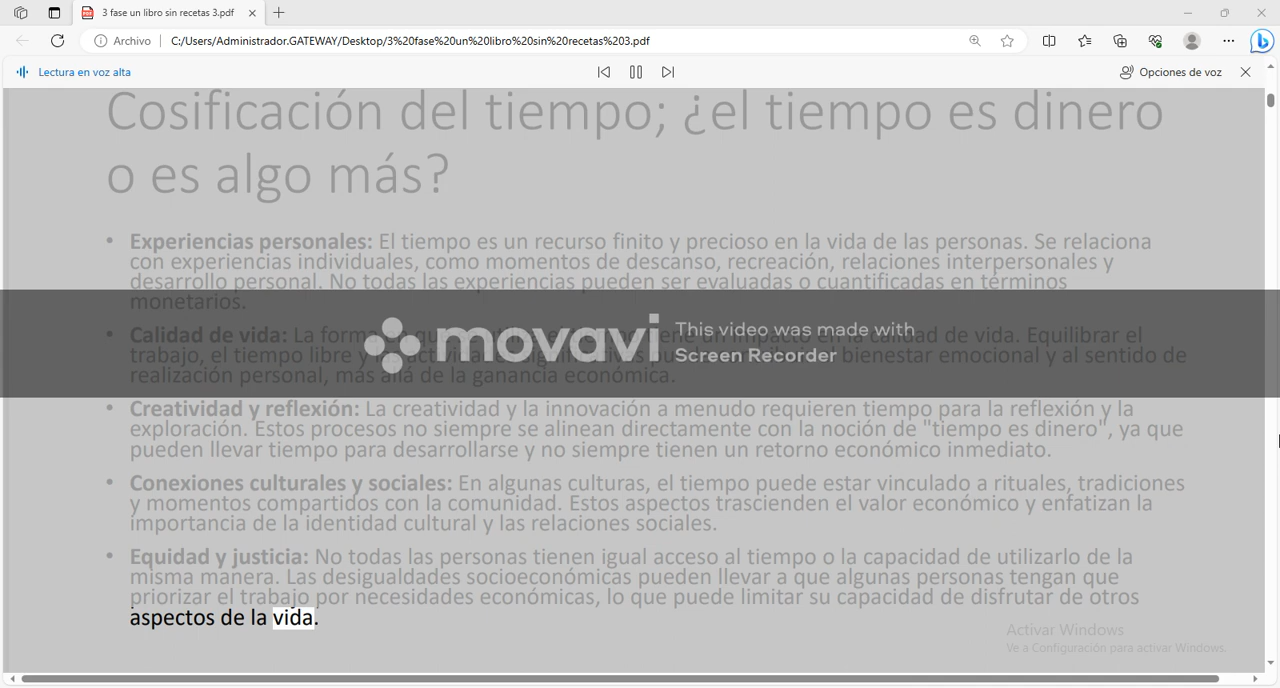 3 fase un libro sin recetas 3.pdf
Archivo
C:/Users/Administrador.GATEWAY/Desktop/3%20fase%20un%20libro%20sin%20recetas%203.pdf
Lectura en voz alta
Opciones de voz
Cosificación del tiempo; ¿el tiempo es dinero
o es algo más?
• Experiencias personales: El tiempo es un recurso finito y precioso en la vida de las personas. Se relaciona
con experiencias individuales, como momentos de descanso, recreación, relaciones interpersonales y
desarrollo personal. No todas las experiencias pueden ser evaluadas o cuantificadas en términos
monetarios.
• Calidad de vida: La forma en impacto en la calidad de vida. Equilibrar el
trabajo, el tiempo libre y bienestar emocional y al sentido de
realización personal, más allá de la ganancia económica.
movavi
This video was made with
Screen Recorder
• Creatividad y reflexión: La creatividad y la innovación a menudo requieren tiempo para la reflexión y la
exploración. Estos procesos no siempre se alinean directamente con la noción de "tiempo es dinero", ya que
pueden llevar tiempo para desarrollarse y no siempre tienen un retorno económico inmediato.
• Conexiones culturales y sociales: En algunas culturas, el tiempo puede estar vinculado a rituales, tradiciones
y momentos compartidos con la comunidad. Estos aspectos trascienden el valor económico y enfatizan la
importancia de la identidad cultural y las relaciones sociales.
• Equidad y justicia: No todas las personas tienen igual acceso al tiempo o la capacidad de utilizarlo de la
misma manera. Las desigualdades socioeconómicas pueden llevar a que algunas personas tengan que
priorizar el trabajo por necesidades económicas, lo que puede limitar su capacidad de disfrutar de otros
aspectos de la vida.
Activar Windows
Ve a Configuración para activar Windows.